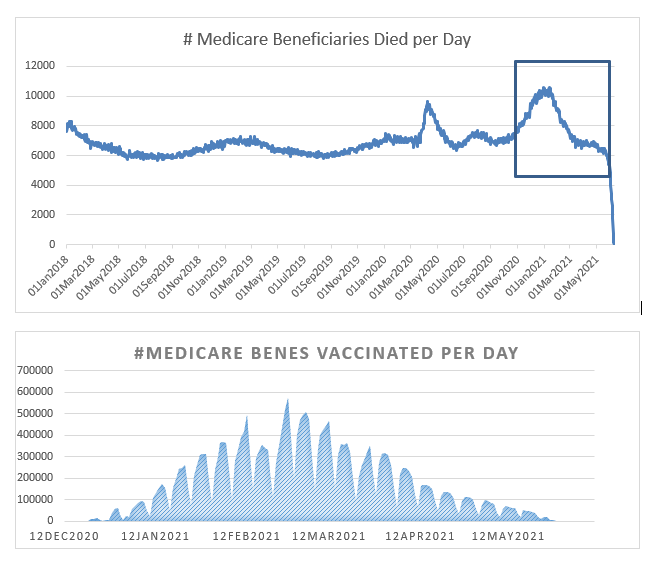 # Medicare Beneficiaries Died per Day
12000
10000
8000
6000
4000
2000
0
01Jan2018
01Mar2018
01May2018
01Jul2018
01Sep2018
01Nov2018
01Jan2019
01Mar2019
01May2019
01Jul2019
01Sep2019
01Nov2019
01Jan2020
01Mar2020
01May2020
01Jul2020
01Sep2020
01Nov2020
01Jan2021
01Mar2021
01May2021
#MEDICARE BENES VACCINATED PER DAY
700000
600000
500000
400000
300000
200000
100000
0
12DEC2020 12JAN2021 12FEB2021 12MAR2021 12APR2021 12MAY2021